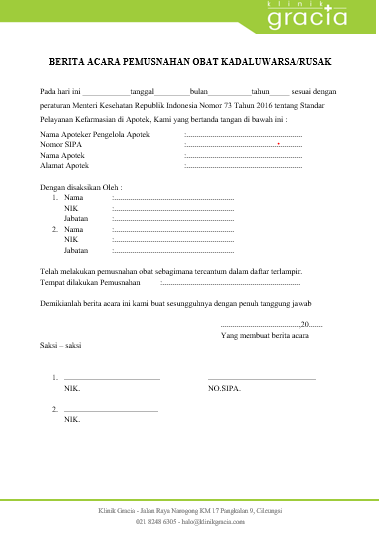 klinik
gracia
BERITA ACARA PEMUSNAHAN OBAT KADALUWARSA/RUSAK
Pada hari ini ____________tanggal_________bulan___________tahun_____ sesuai dengan
peraturan Menteri Kesehatan Republik Indonesia Nomor 73 Tahun 2016 tentang Standar
Pelayanan Kefarmasian di Apotek, Kami yang bertanda tangan di bawah ini :
Nama Apoteker Pengelola Apotek :..........................................................
Nomor SIPA :..........................................................
Nama Apotek :..........................................................
Alamat Apotek :..........................................................
Dengan disaksikan Oleh :
1. Nama :............................................................
NIK :............................................................
Jabatan :............................................................
2. Nama :............................................................
NIK :............................................................
Jabatan :............................................................
Telah melakukan pemusnahan obat sebagimana tercantum dalam daftar terlampir.
Tempat dilakukan Pemusnahan :.....................................................................
Demikianlah berita acara ini kami buat sesungguhnya dengan penuh tanggung jawab
........................................,20.......
Yang membuat berita acara
Saksi – saksi
1. ________________________ ___________________________
NIK. NO.SIPA.
2. ________________________
NIK.
Klinik Gracia - Jalan Raya Narogong KM 17 Pangkalan 9, Cileungsi
021 8248 6305 - halo@klinikgracia.com